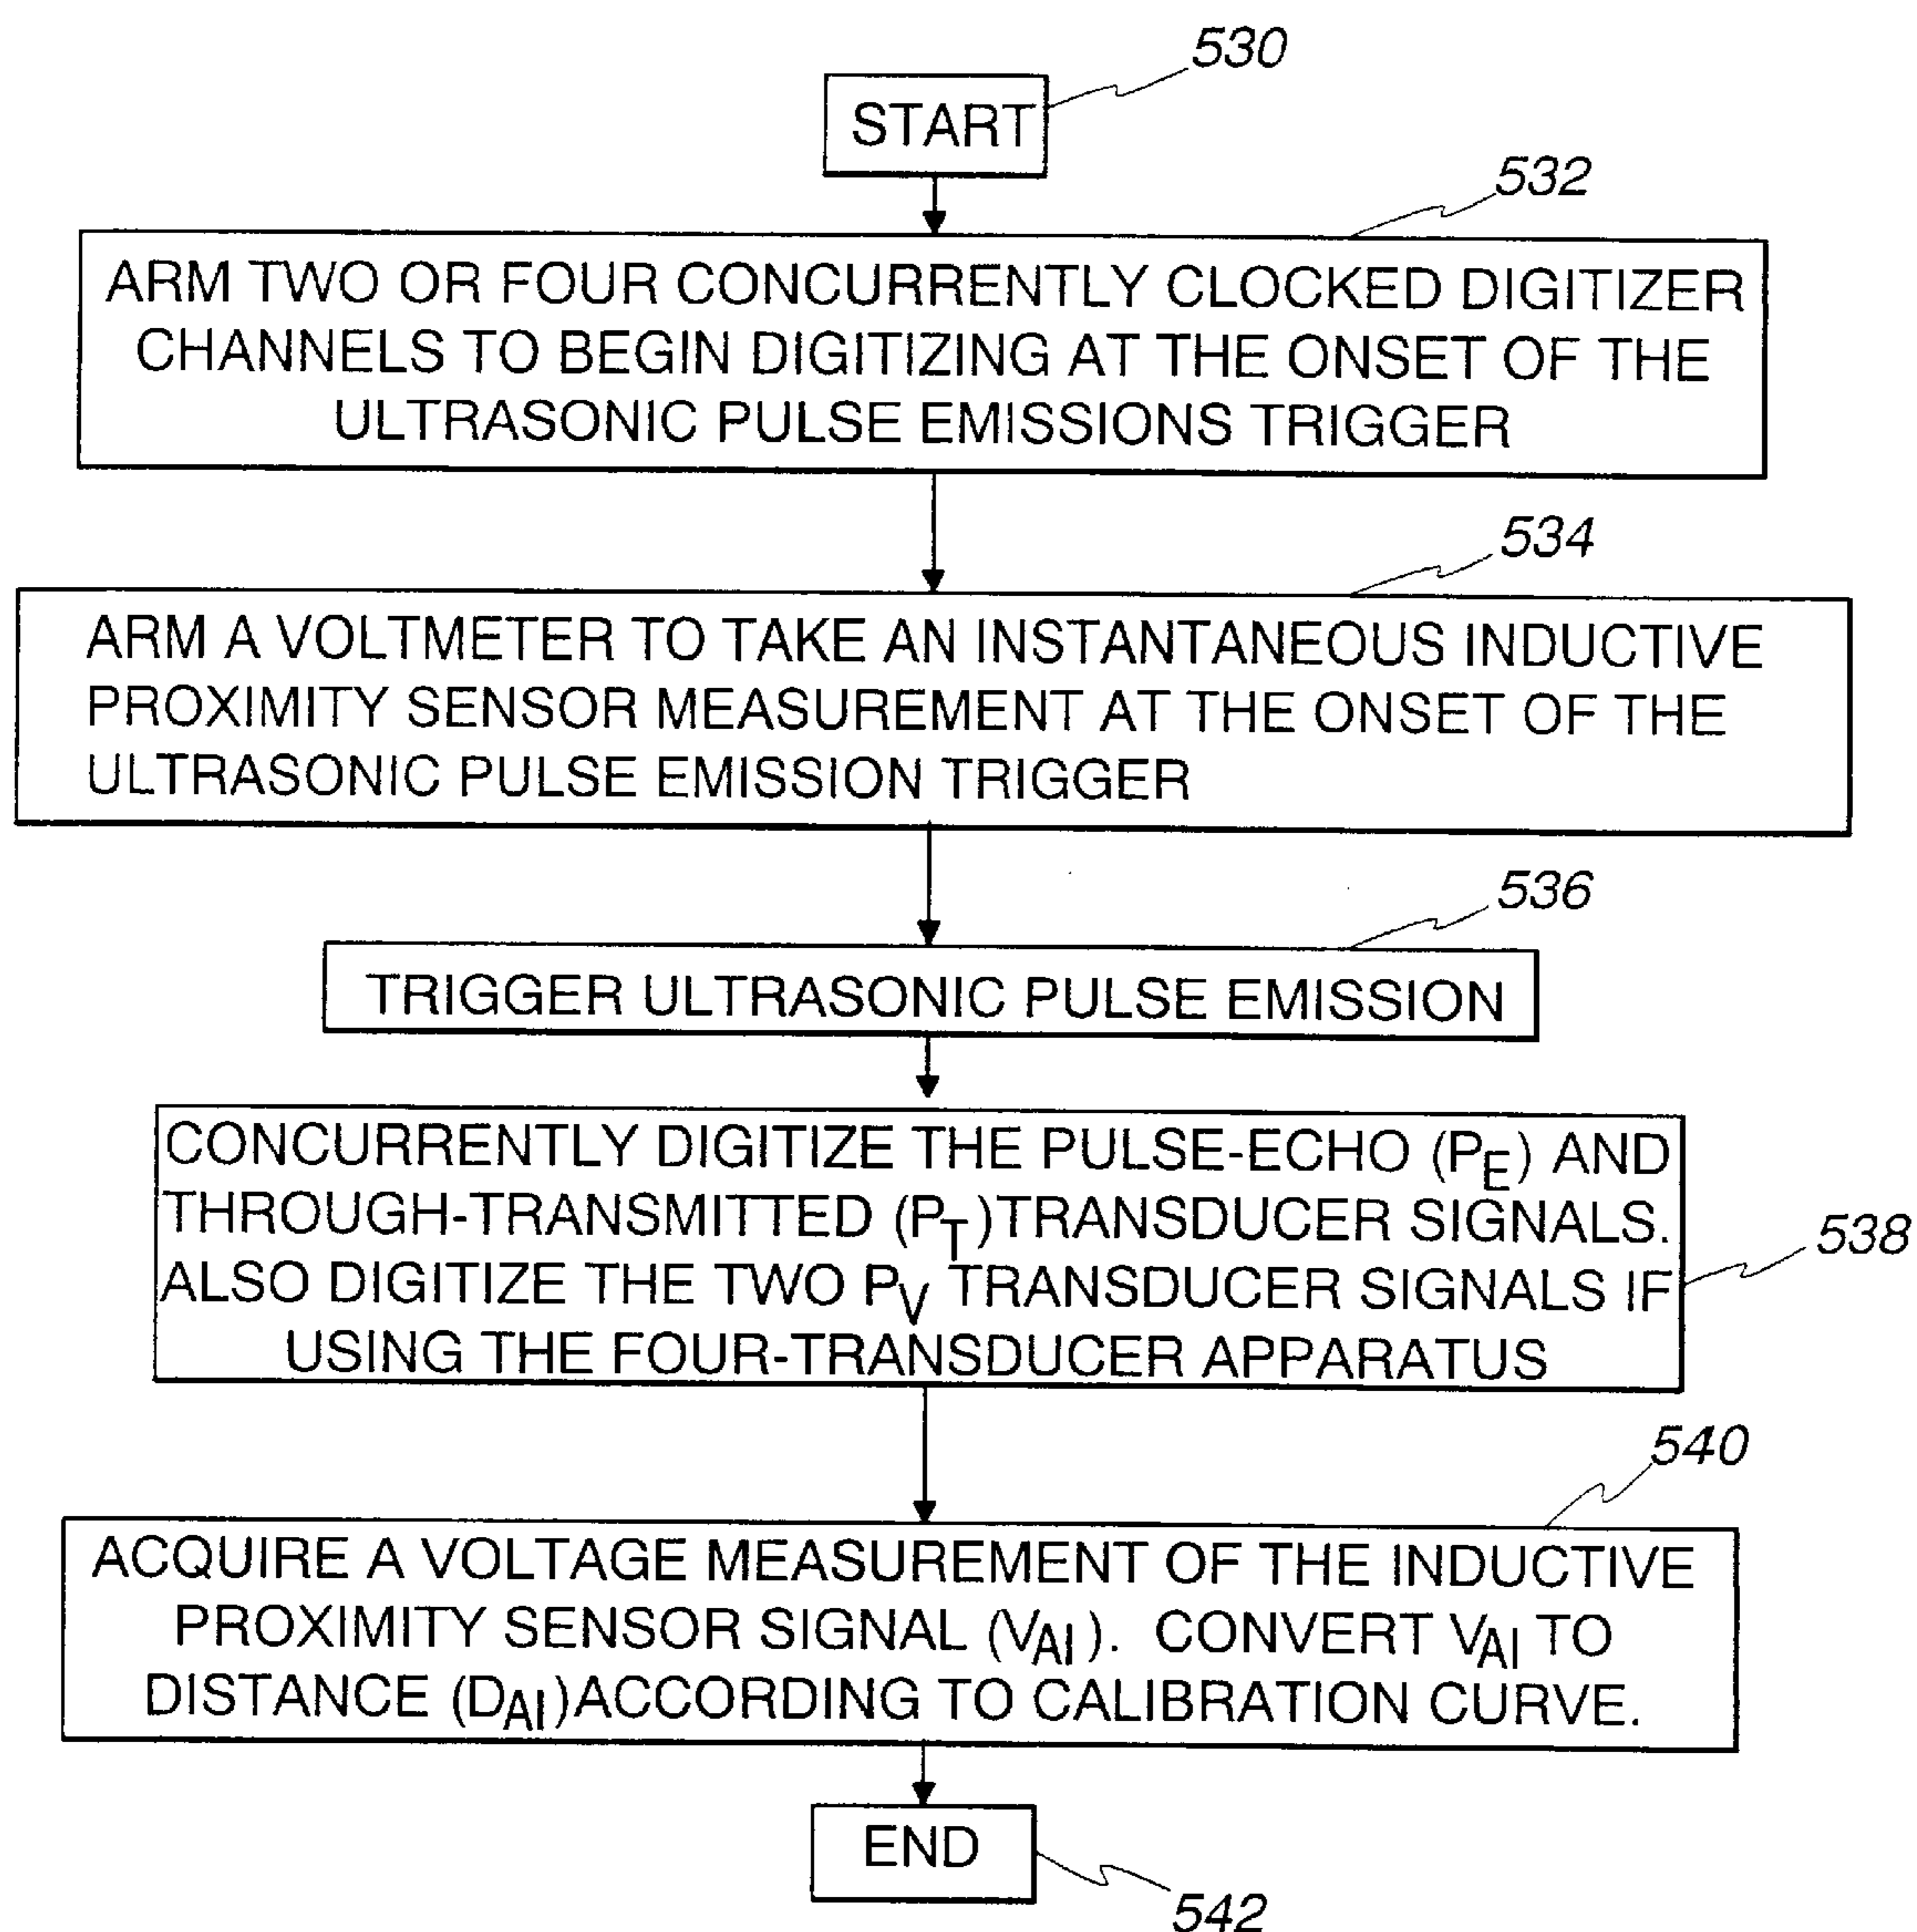 530
START
532
ARM TWO OR FOUR CONCURRENTLY CLOCKED DIGITIZER
CHANNELS TO BEGIN DIGITIZING AT THE ONSET OF THE
ULTRASONIC PULSE EMISSIONS TRIGGER
534
ARM A VOLTMETER TO TAKE AN INSTANTANEOUS INDUCTIVE
PROXIMITY SENSOR MEASUREMENT AT THE ONSET OF THE
ULTRASONIC PULSE EMISSION TRIGGER
536
TRIGGER ULTRASONIC PULSE EMISSION
CONCURRENTLY DIGITIZE THE PULSE-ECHO (PE) AND
THROUGH-TRANSMITTED (PT)TRANSDUCER SIGNALS.
ALSO DIGITIZE THE TWO PV TRANSDUCER SIGNALS IF
USING THE FOUR-TRANSDUCER APPARATUS
538
540
ACQUIRE A VOLTAGE MEASUREMENT OF THE INDUCTIVE
PROXIMITY SENSOR SIGNAL (VAI). CONVERT VAI TO
DISTANCE (DAI)ACCORDING TO CALIBRATION CURVE.
END
542